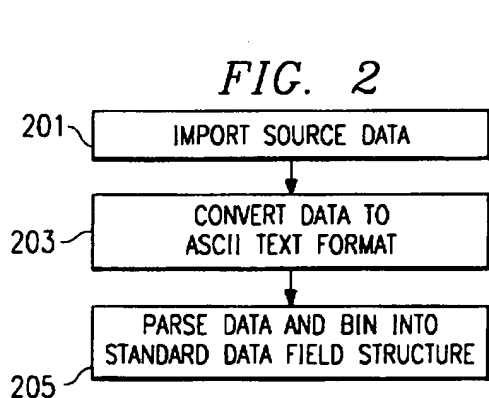 FIG. 2
201
IMPORT SOURCE DATA
203
CONVERT DATA TO
ASCII TEXT FORMAT
PARSE DATA AND BIN INTO
STANDARD DATA FIELD STRUCTURE
205